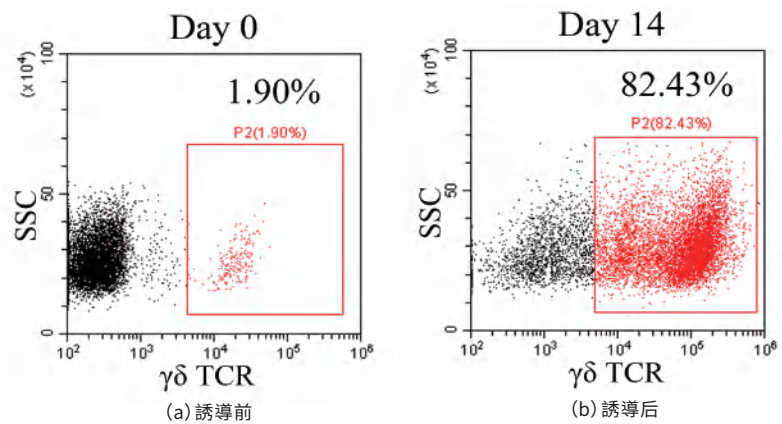 Day 0
1.90%
P2(1.90%)
(x10⁴)
100
50
0
SSC
10² 10³ 10⁴ 10⁵ 10⁶
γδ TCR
(a)誘導前
Day 14
82.43%
P2(82.43%)
(x10⁴)
100
50
0
SSC
10² 10³ 10⁴ 10⁵ 10⁶
γδ TCR
(b)誘導后